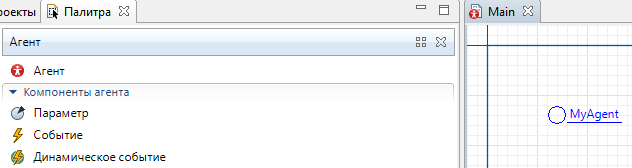 роекты
Палитра
Main
Агент
Агент
Компоненты агента
MyAgent
Параметр
Событие
Динамическое событие